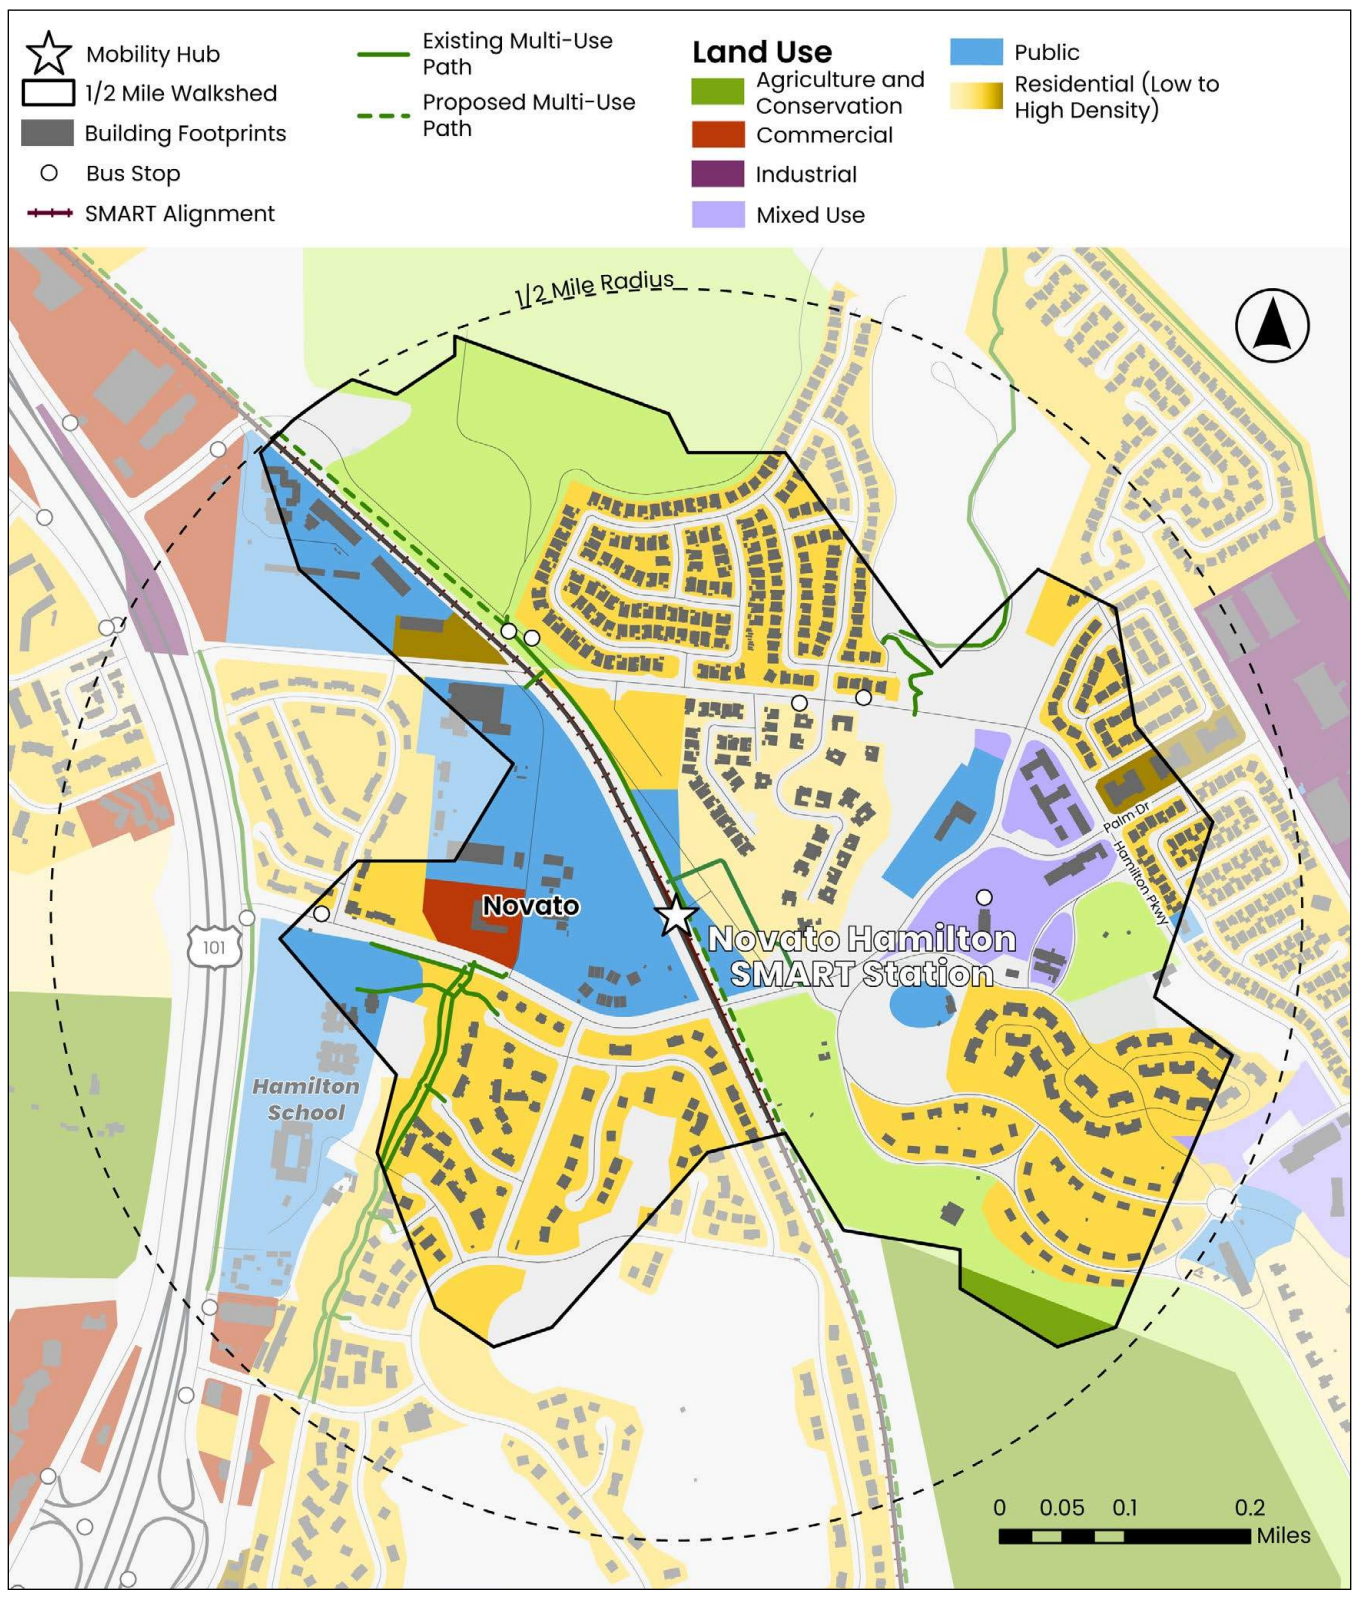 Mobility Hub
1/2 Mile Walkshed
Building Footprints
Bus Stop
SMART Alignment
Existing Multi-Use
Path
Proposed Multi-Use
Path
Land Use
Agriculture and
Conservation
Commercial
Industrial
Mixed Use
Public
Residential (Low to
High Density)
1/2 Mile Radius
Palm Dr
Hamilton Pkwy
Novato
101
Novato Hamilton
SMART Station
Hamilton
School
0 0.05 0.1 0.2
Miles